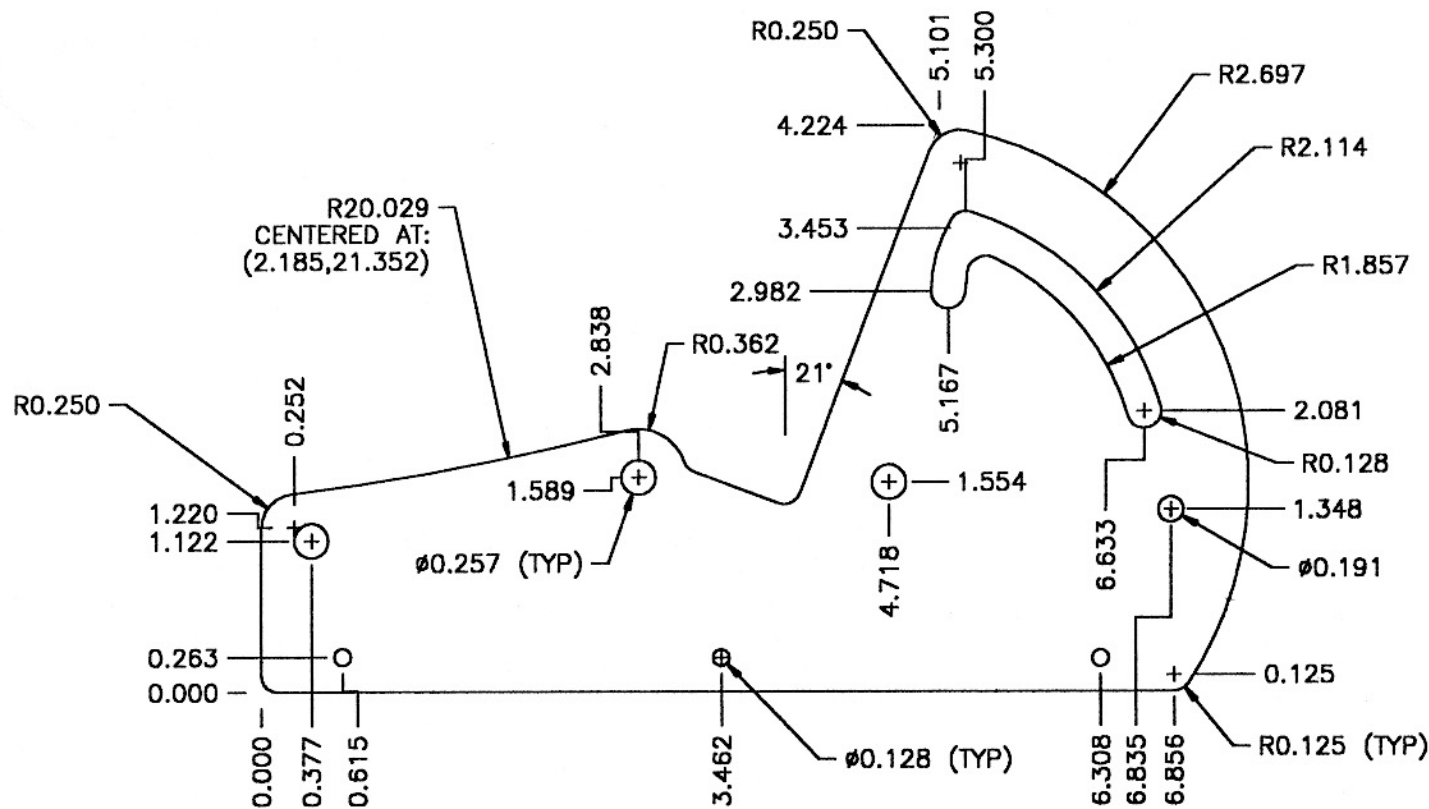 R0.250
5.101
5.300
R2.697
4.224
R2.114
R20.029
CENTERED AT:
(2.185,21.352)
3.453
R1.857
2.982
2.838
R0.362
21°
R0.250
0.252
5.167
2.081
R0.128
1.589
1.554
1.220
1.122
1.348
ø0.257 (TYP)
4.718
6.633
ø0.191
0.263
0.125
0.000
0.000
0.377
0.615
3.462
ø0.128 (TYP)
6.308
6.835
6.856
R0.125 (TYP)